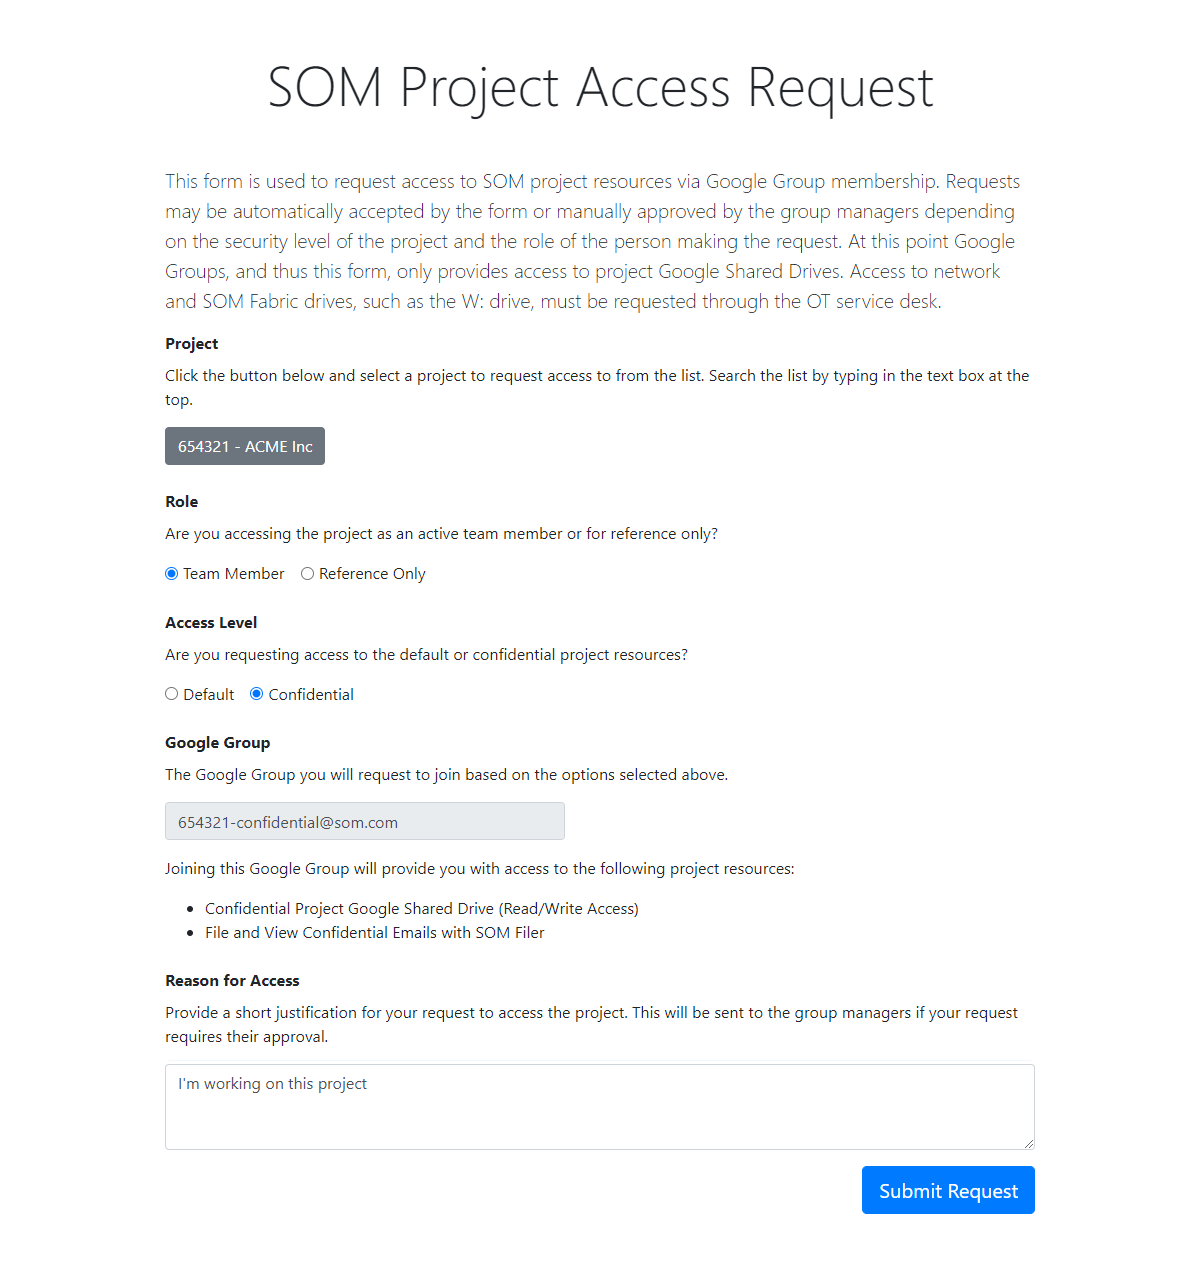 SOM Project Access Request
This form is used to request access to SOM project resources via Google Group membership. Requests
may be automatically accepted by the form or manually approved by the group managers depending
on the security level of the project and the role of the person making the request. At this point Google
Groups, and thus this form, only provides access to project Google Shared Drives. Access to network
and SOM Fabric drives, such as the W: drive, must be requested through the OT service desk.
Project
Click the button below and select a project to request access to from the list. Search the list by typing in the text box at the
top.
654321 - ACME Inc
Role
Are you accessing the project as an active team member or for reference only?
Team Member Reference Only
Access Level
Are you requesting access to the default or confidential project resources?
Default Confidential
Google Group
The Google Group you will request to join based on the options selected above.
654321-confidential@som.com
Joining this Google Group will provide you with access to the following project resources:
• Confidential Project Google Shared Drive (Read/Write Access)
• File and View Confidential Emails with SOM Filer
Reason for Access
Provide a short justification for your request to access the project. This will be sent to the group managers if your request
requires their approval.
I'm working on this project
Submit Request